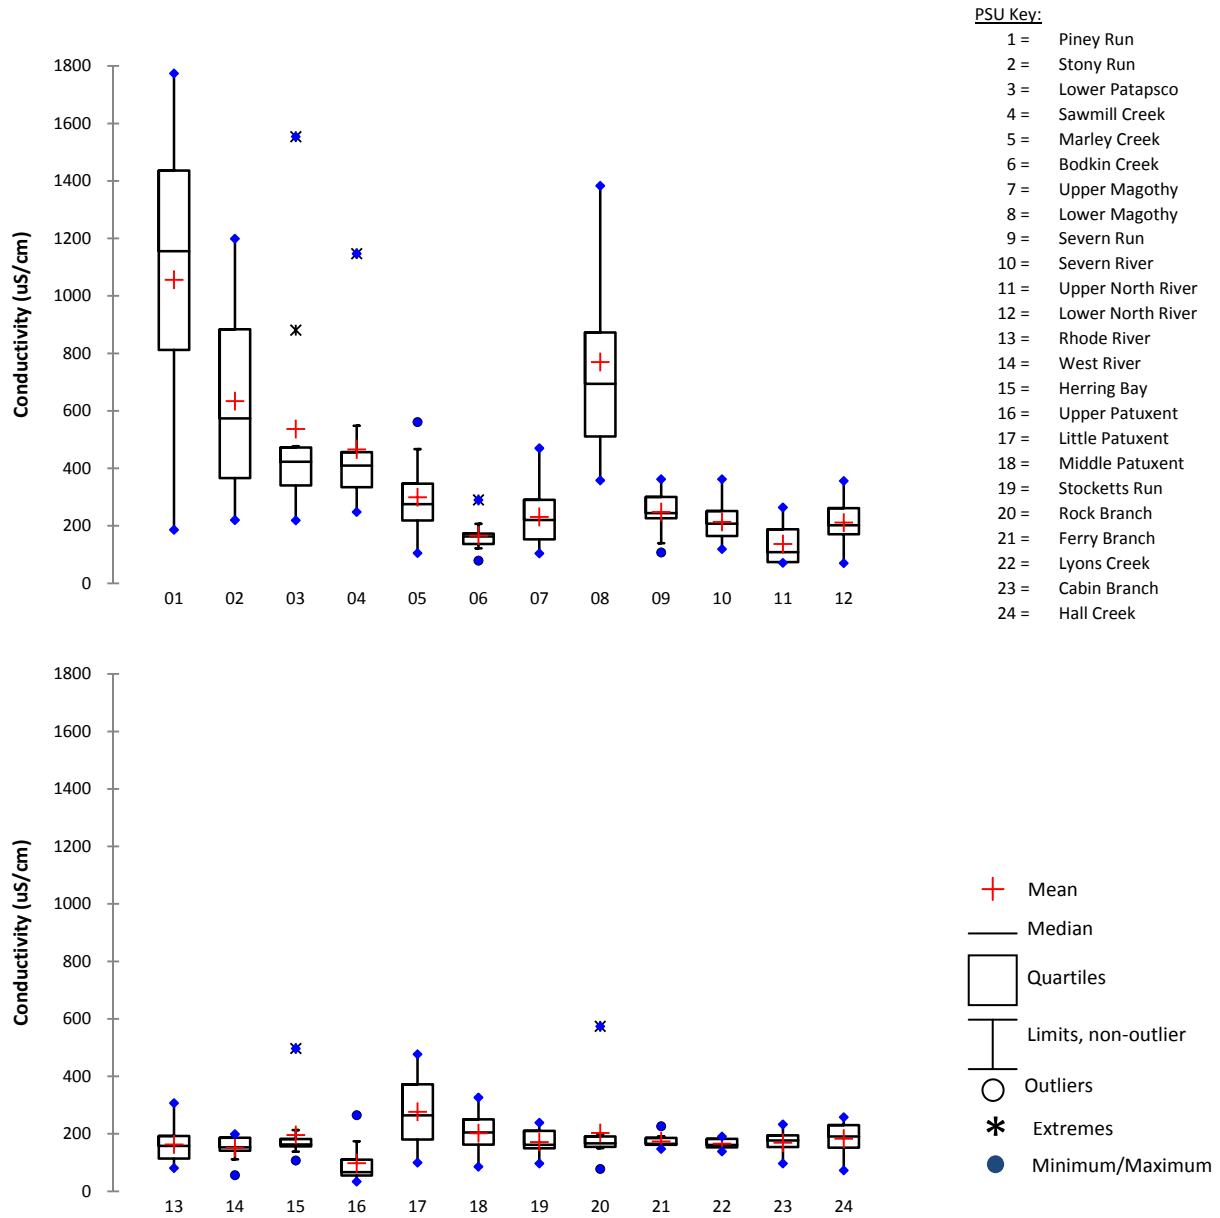 PSU Key:
1 = Piney Run
2 = Stony Run
3 = Lower Patapsco
4 = Sawmill Creek
5 = Marley Creek
6 = Bodkin Creek
7 = Upper Magothy
8 = Lower Magothy
9 = Severn Run
10 = Severn River
11 = Upper North River
12 = Lower North River
13 = Rhode River
14 = West River
15 = Herring Bay
16 = Upper Patuxent
17 = Little Patuxent
18 = Middle Patuxent
19 = Stocketts Run
20 = Rock Branch
21 = Ferry Branch
22 = Lyons Creek
23 = Cabin Branch
24 = Hall Creek
Conductivity (uS/cm)
1800
1600
1400
1200
1000
800
600
400
200
0
01 02 03 04 05 06 07 08 09 10 11 12
Conductivity (uS/cm)
1800
1600
1400
1200
1000
800
600
400
200
0
13 14 15 16 17 18 19 20 21 22 23 24
Mean
Median
Quartiles
Limits, non-outlier
Outliers
Extremes
Minimum/Maximum